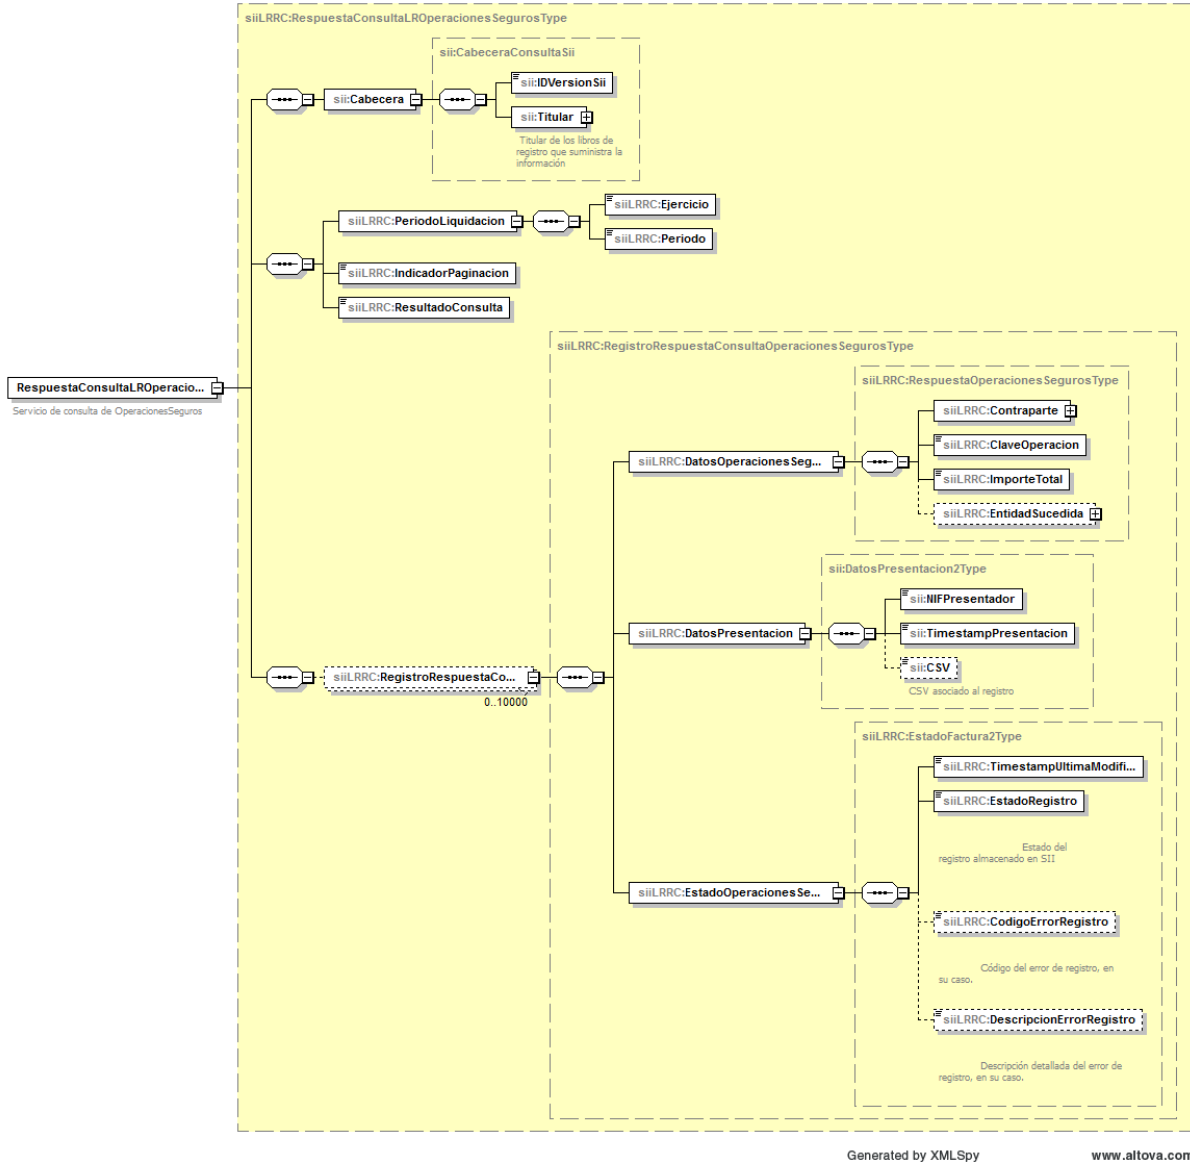 siiLRRC:RespuestaConsultaLROperacionesSegurosType
sii:CabeceraConsultaSii
sii:IDVersionSii
sii:Cabecera
sii:Titular
Titular de los libros de
registro que suministra la
información
siiLRRC:Ejercicio
siiLRRC:PeriodoLiquidacion
siiLRRC:Periodo
siiLRRC:IndicadorPaginacion
siiLRRC:ResultadoConsulta
siiLRRC:RegistroRespuestaConsultaOperacionesSegurosType
siiLRRC:RespuestaOperacionesSegurosType
RespuestaConsultaLROperacio...
Servicio de consulta de OperacionesSeguros
siiLRRC:Contraparte
siiLRRC:ClaveOperacion
siiLRRC:DatosOperacionesSeg...
siiLRRC:ImporteTotal
siiLRRC:EntidadSucedida
sii:DatosPresentacion2Type
sii:NIFPresentador
siiLRRC:DatosPresentacion
sii:TimestampPresentacion
sii:CSV
CSV asociado al registro
siiLRRC:RegistroRespuestaCo...
0..10000
siiLRRC:EstadoFactura2Type
siiLRRC:TimestampUltimaModifi...
siiLRRC:EstadoRegistro
Estado del
registro almacenado en SII
siiLRRC:EstadoOperacionesSe...
siiLRRC:CodigoErrorRegistro
Código del error de registro, en
su caso.
siiLRRC:DescripcionErrorRegistro
Descripción detallada del error de
registro, en su caso.
Generated by XMLSpy
www.altova.com